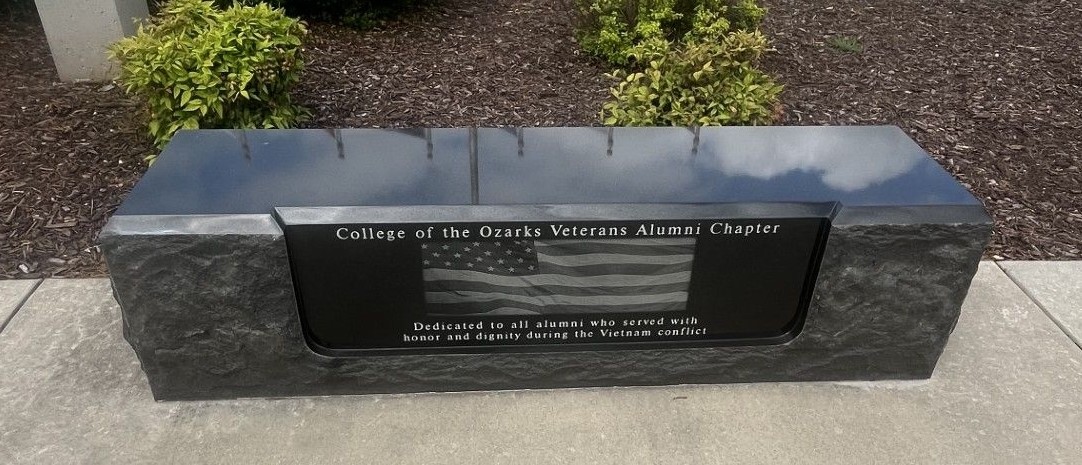 College of the Ozarks Veterans Alumni Chapter
Dedicated to all alumni who served with
honor and dignity during the Vietnam conflict